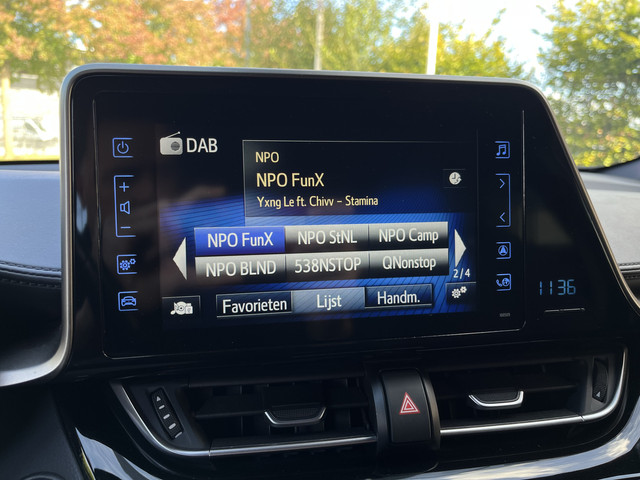 DAB
NPO
NPO FunX
Yxng Le ft. Chivv - Stamina
NPO FunX NPO StNL NPO Camp
NPO BLND 538NSTOP QNonstop
2/4
Favorieten Lijst Handm.
+
−
11:36